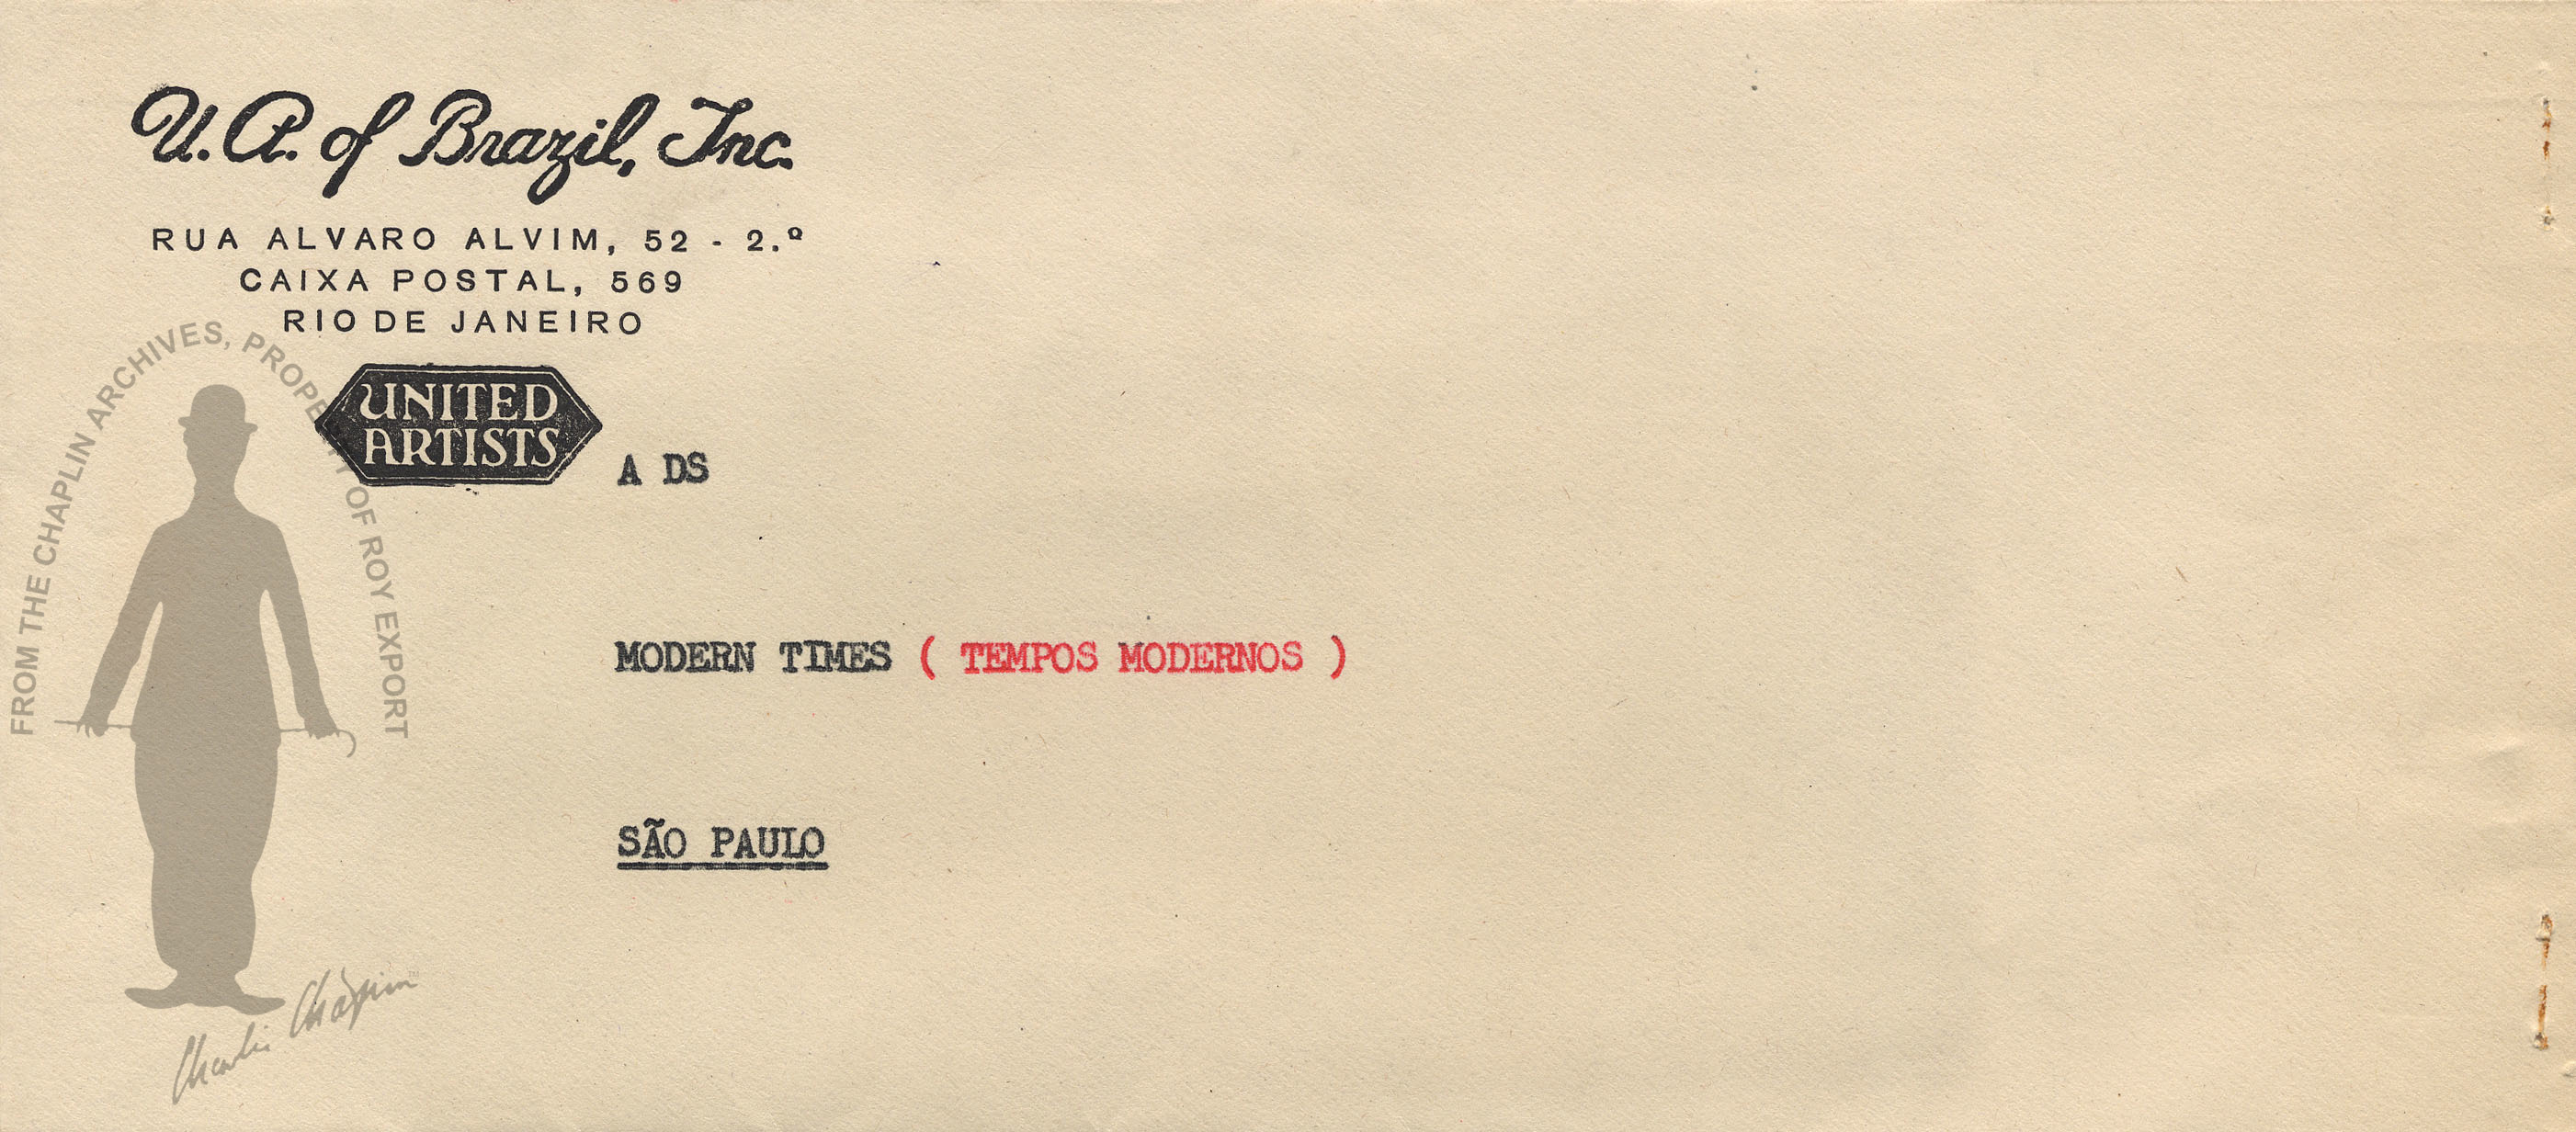 U.A. of Brazil, Inc.
RUA ALVARO ALVIM, 52 - 2.º
CAIXA POSTAL, 569
RIO DE JANEIRO
UNITED
ARTISTS
A DS
MODERN TIMES ( TEMPOS MODERNOS )
SÃO PAULO
FROM THE CHAPLIN ARCHIVES, PROPERTY OF ROY EXPORT
Charlie Chaplin